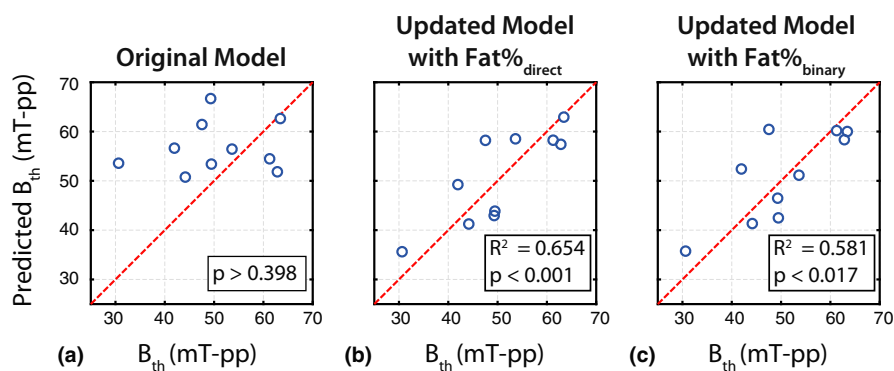 Original Model
Updated Model
with Fat%direct
Updated Model
with Fat%binary
Predicted Bth (mT-pp)
70
60
50
40
30
p > 0.398
30 40 50 60 70
(a) Bth (mT-pp)
R² = 0.654
p < 0.001
30 40 50 60 70
(b) Bth (mT-pp)
R² = 0.581
p < 0.017
30 40 50 60 70
(c) Bth (mT-pp)